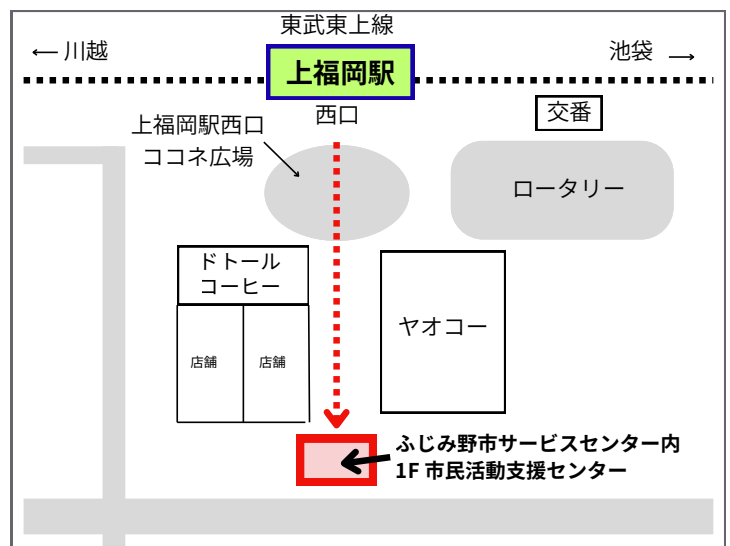 東武東上線
← 川越
池袋 →
上福岡駅
西口
交番
上福岡駅西口
ココネ広場
ロータリー
ドトール
コーヒー
ヤオコー
店舗
店舗
ふじみ野市サービスセンター内
1F 市民活動支援センター